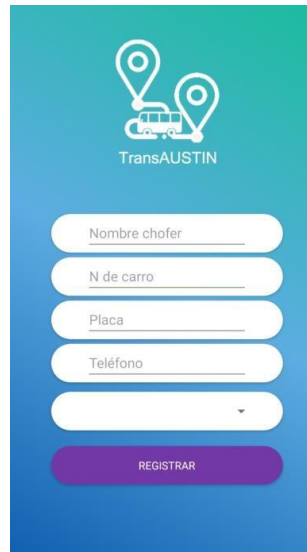 TransAUSTIN
Nombre chofer
N de carro
Placa
Teléfono
REGISTRAR